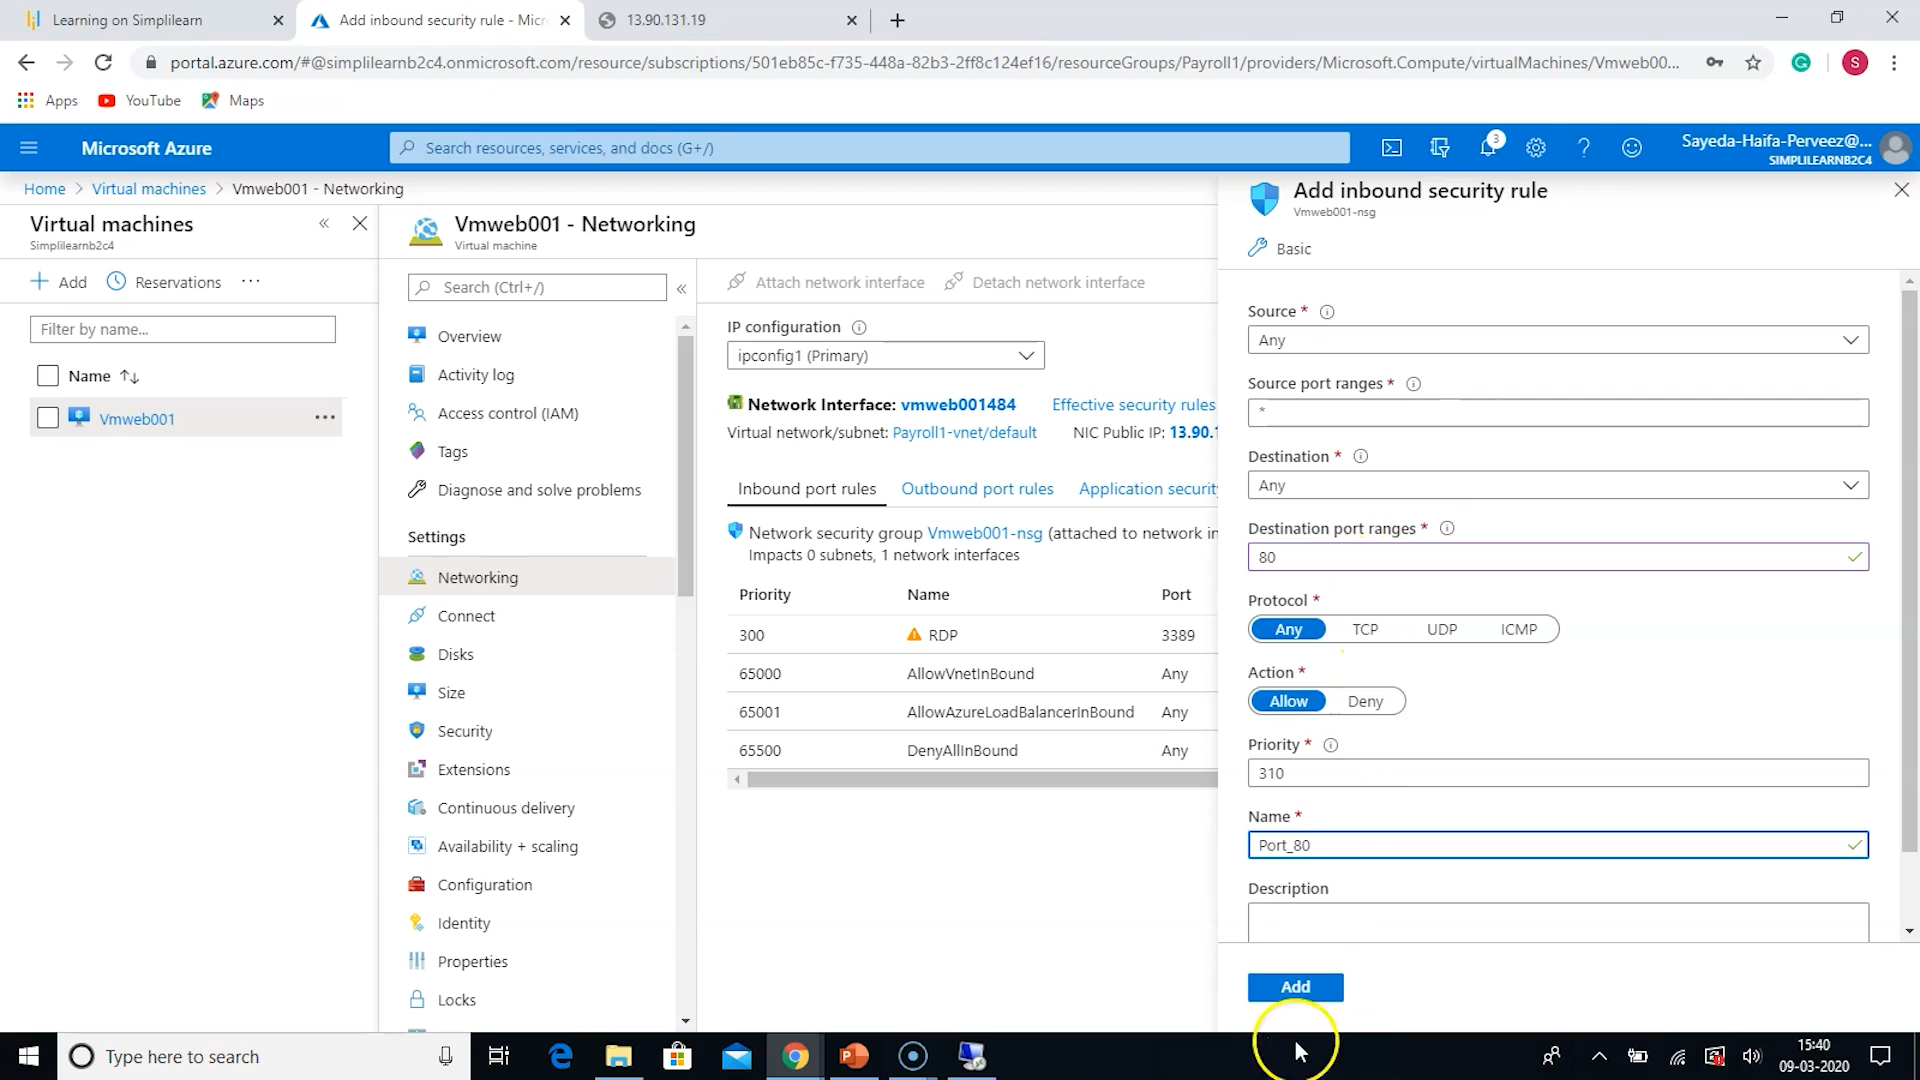 Learning on Simplilearn
Add inbound security rule - Micr
13.90.131.19
portal.azure.com/#@simplilearnb2c4.onmicrosoft.com/resource/subscriptions/501eb85c-f735-448a-82b3-2ff8c124ef16/resourceGroups/Payroll1/providers/Microsoft.Compute/virtualMachines/Vmweb00...
S
Apps YouTube Maps
Microsoft Azure
Search resources, services, and docs (G+/)
3
Sayeda-Haifa-Perveez@...
SIMPLILEARNB2C4
Home > Virtual machines > Vmweb001 - Networking
Virtual machines
Simplilearnb2c4
Add Reservations ...
Filter by name...
Name
Vmweb001 ...
Vmweb001 - Networking
Virtual machine
Search (Ctrl+/)
Overview
Activity log
Access control (IAM)
Tags
Diagnose and solve problems
Settings
Networking
Connect
Disks
Size
Security
Extensions
Continuous delivery
Availability + scaling
Configuration
Identity
Properties
Locks
Attach network interface Detach network interface
IP configuration
ipconfig1 (Primary)
Network Interface: vmweb001484 Effective security rules
Virtual network/subnet: Payroll1-vnet/default NIC Public IP: 13.90.1
Inbound port rules Outbound port rules Application security
Network security group Vmweb001-nsg (attached to network in
Impacts 0 subnets, 1 network interfaces
Priority Name Port
300 RDP 3389
65000 AllowVnetInBound Any
65001 AllowAzureLoadBalancerInBound Any
65500 DenyAllInBound Any
Add inbound security rule
Vmweb001-nsg
Basic
Source *
Any
Source port ranges *
*
Destination *
Any
Destination port ranges *
80
Protocol *
Any TCP UDP ICMP
Action *
Allow Deny
Priority *
310
Name *
Port_80
Description
Add
Type here to search
15:40
09-03-2020